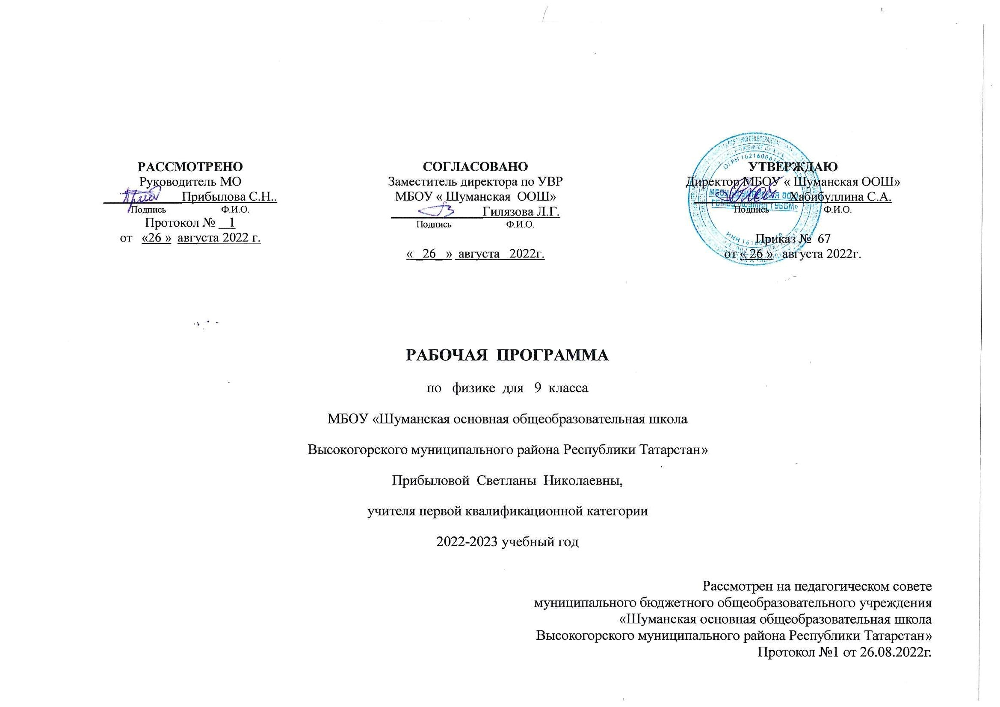 РАССМОТРЕНО
Руководитель МО
Прибылова С.Н..
Подпись Ф.И.О.
Протокол № 1
от «26 » августа 2022 г.
СОГЛАСОВАНО
Заместитель директора по УВР
МБОУ « Шуманская ООШ»
Гилязова Л.Г.
Подпись Ф.И.О.
« _26_ » августа 2022г.
УТВЕРЖДАЮ
Директор МБОУ « Шуманская ООШ»
Хабибуллина С.А.
Подпись Ф.И.О.
Приказ № 67
от « 26 » августа 2022г.
ОГРН
ИНН
РАБОЧАЯ ПРОГРАММА
по физике для 9 класса
МБОУ «Шуманская основная общеобразовательная школа
Высокогорского муниципального района Республики Татарстан»
Прибыловой Светланы Николаевны,
учителя первой квалификационной категории
2022-2023 учебный год
Рассмотрен на педагогическом совете
муниципального бюджетного общеобразовательного учреждения
«Шуманская основная общеобразовательная школа
Высокогорского муниципального района Республики Татарстан»
Протокол №1 от 26.08.2022г.